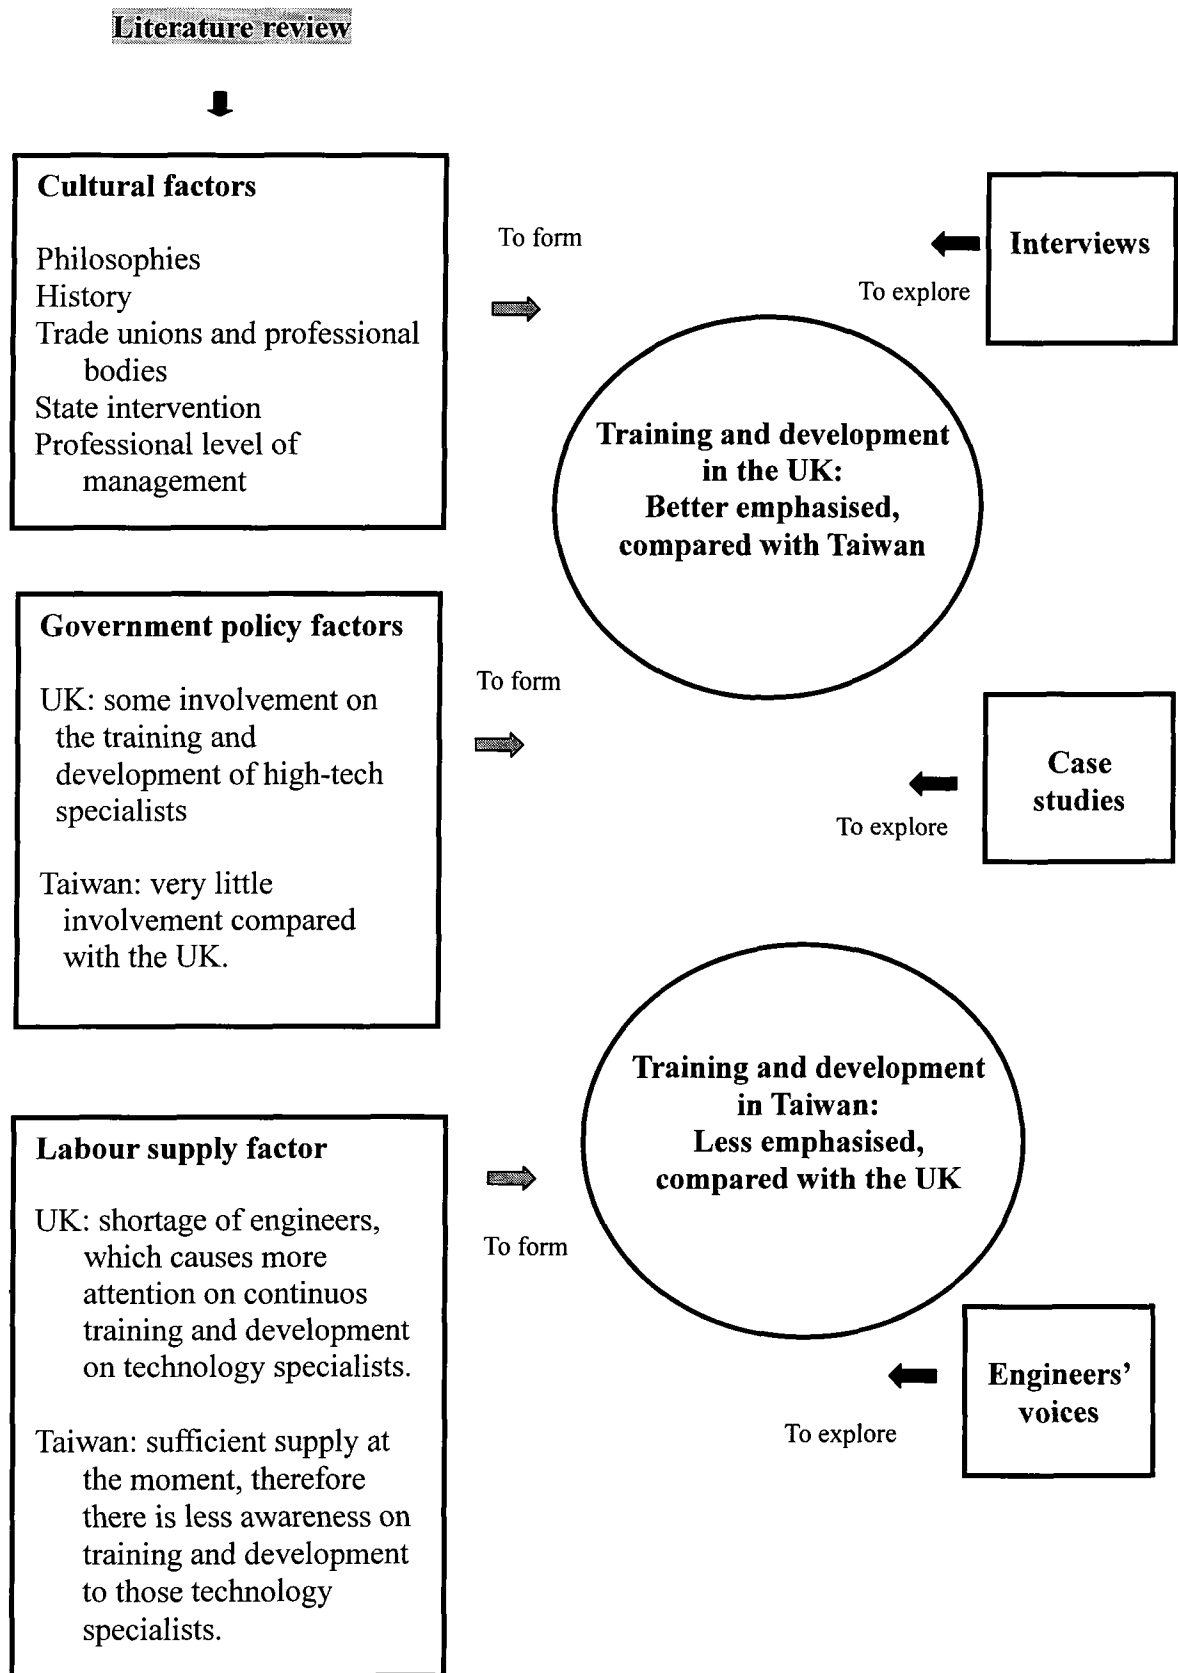 Literature review
Cultural factors
Philosophies
History
Trade unions and professional
bodies
State intervention
Professional level of
management
To form
Interviews
To explore
Training and development
in the UK:
Better emphasised,
compared with Taiwan
Government policy factors
UK: some involvement on
the training and
development of high-tech
specialists
Taiwan: very little
involvement compared
with the UK.
To form
Case
studies
To explore
Training and development
in Taiwan:
Less emphasised,
compared with the UK
Labour supply factor
UK: shortage of engineers,
which causes more
attention on continuos
training and development
on technology specialists.
Taiwan: sufficient supply at
the moment, therefore
there is less awareness on
training and development
to those technology
specialists.
To form
Engineers’
voices
To explore